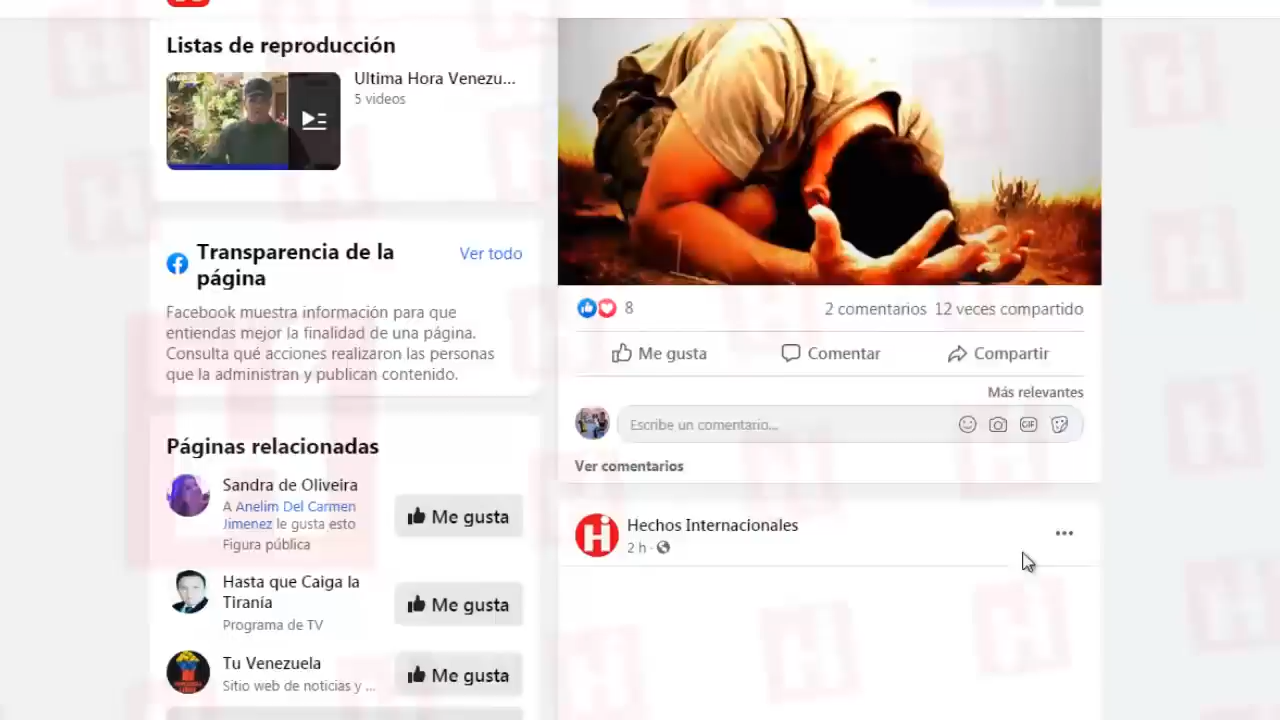 Listas de reproducción
Ultima Hora Venezu...
5 videos
Transparencia de la
página
Ver todo
Facebook muestra información para que
entiendas mejor la finalidad de una página.
Consulta qué acciones realizaron las personas
que la administran y publican contenido.
Páginas relacionadas
Sandra de Oliveira
A Anelim Del Carmen
Jimenez le gusta esto
Figura pública
Me gusta
Hasta que Caiga la
Tiranía
Programa de TV
Me gusta
Tu Venezuela
Sitio web de noticias y ...
Me gusta
8
2 comentarios 12 veces compartido
Me gusta Comentar Compartir
Más relevantes
Escribe un comentario...
GIF
Ver comentarios
Hi
Hechos Internacionales
2 h ·